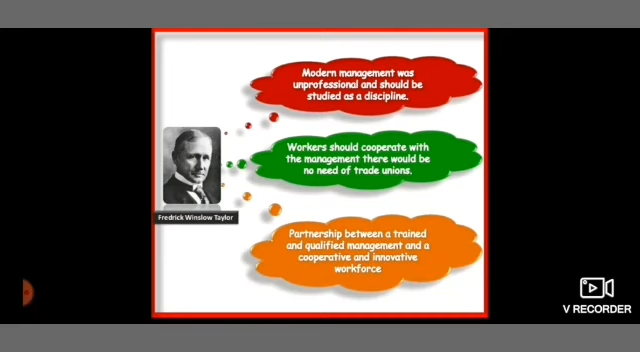 Modern management was
unprofessional and should be
studied as a discipline.
Workers should cooperate with
the management there would be
no need of trade unions.
Fredrick Winslow Taylor
Partnership between a trained
and qualified management and a
cooperative and innovative
workforce
V RECORDER